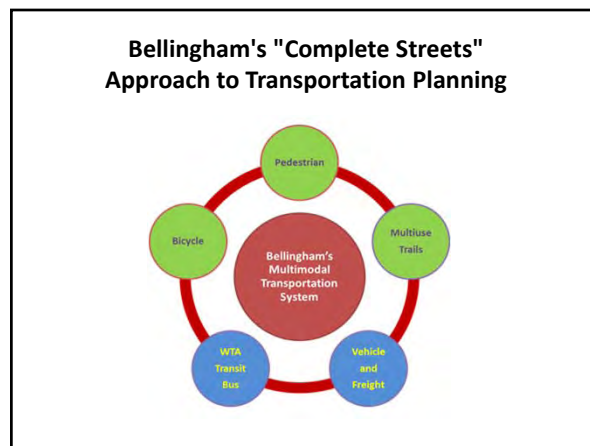 Bellingham's "Complete Streets"
Approach to Transportation Planning
Pedestrian
Bicycle
Multiuse
Trails
Bellingham's
Multimodal
Transportation
System
WTA
Transit
Bus
Vehicle
and
Freight